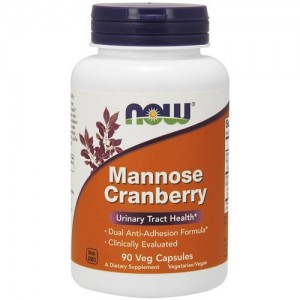 NOW
Mannose
Cranberry
Urinary Tract Health*
• Dual Anti-Adhesion Formula*
• Clinically Evaluated
90 Veg Capsules
A Dietary Supplement Vegetarian/Vegan